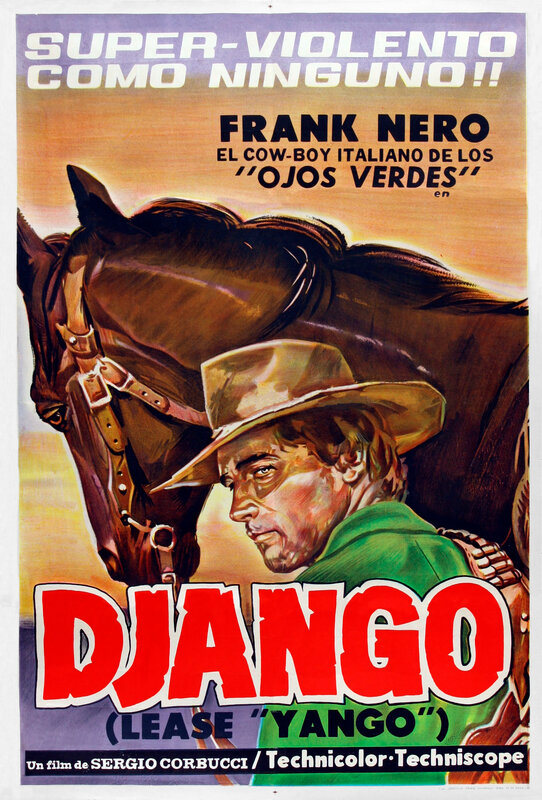 SUPER-VIOLENTO
COMO NINGUNO!!
FRANK NERO
EL COW-BOY ITALIANO DE LOS
"OJOS VERDES"
en
DJANGO
(LEASE "YANGO")
Un film de SERGIO CORBUCCI / Technicolor·Techniscope